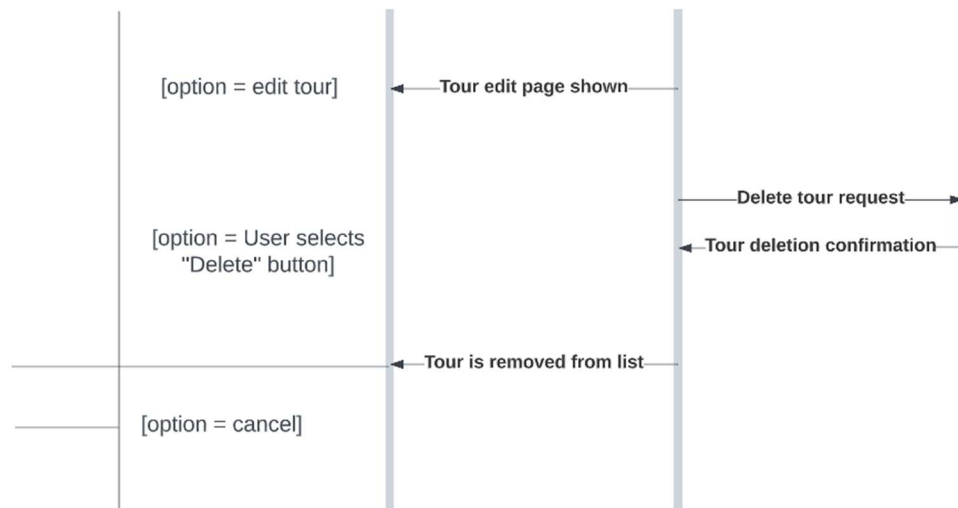 [option = edit tour]
Tour edit page shown
Delete tour request
[option = User selects
"Delete" button]
Tour deletion confirmation
Tour is removed from list
[option = cancel]